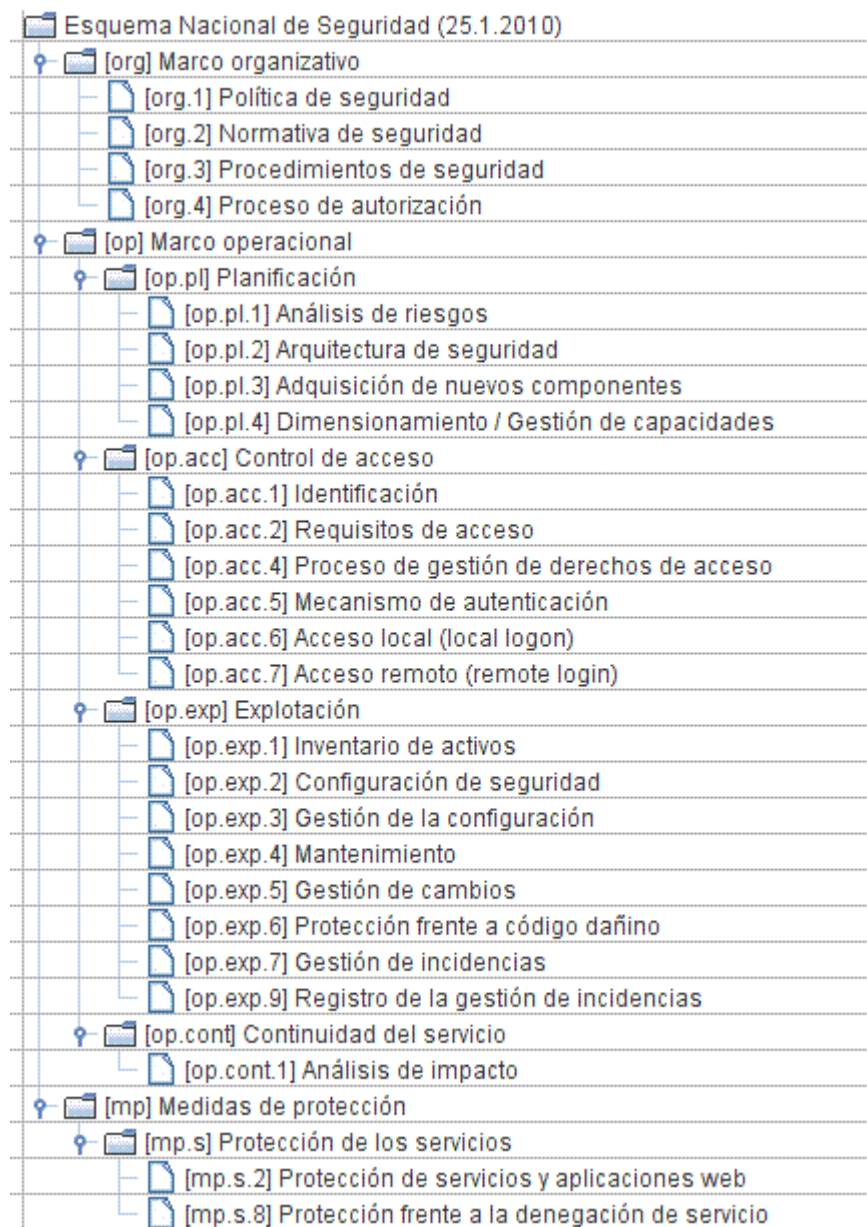 Esquema Nacional de Seguridad (25.1.2010)
[org] Marco organizativo
[org.1] Política de seguridad
[org.2] Normativa de seguridad
[org.3] Procedimientos de seguridad
[org.4] Proceso de autorización
[op] Marco operacional
[op.pl] Planificación
[op.pl.1] Análisis de riesgos
[op.pl.2] Arquitectura de seguridad
[op.pl.3] Adquisición de nuevos componentes
[op.pl.4] Dimensionamiento / Gestión de capacidades
[op.acc] Control de acceso
[op.acc.1] Identificación
[op.acc.2] Requisitos de acceso
[op.acc.4] Proceso de gestión de derechos de acceso
[op.acc.5] Mecanismo de autenticación
[op.acc.6] Acceso local (local logon)
[op.acc.7] Acceso remoto (remote login)
[op.exp] Explotación
[op.exp.1] Inventario de activos
[op.exp.2] Configuración de seguridad
[op.exp.3] Gestión de la configuración
[op.exp.4] Mantenimiento
[op.exp.5] Gestión de cambios
[op.exp.6] Protección frente a código dañino
[op.exp.7] Gestión de incidencias
[op.exp.9] Registro de la gestión de incidencias
[op.cont] Continuidad del servicio
[op.cont.1] Análisis de impacto
[mp] Medidas de protección
[mp.s] Protección de los servicios
[mp.s.2] Protección de servicios y aplicaciones web
[mp.s.8] Protección frente a la denegación de servicio